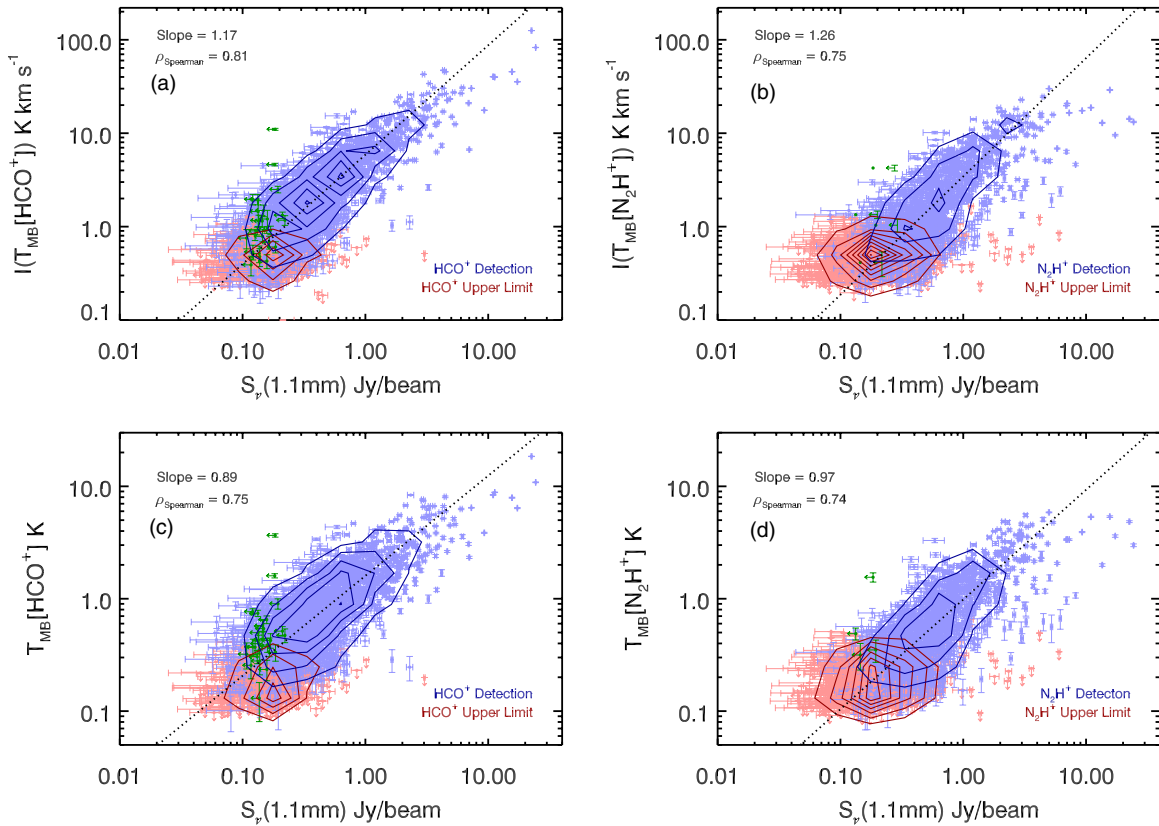 Slope = 1.17
ρSpearman = 0.81
(a)
HCO⁺ Detection
HCO⁺ Upper Limit
I(T_MB[HCO⁺]) K km s⁻¹
100.0
10.0
1.0
0.1
0.01 0.10 1.00 10.00
Sν(1.1mm) Jy/beam
Slope = 1.26
ρSpearman = 0.75
(b)
N₂H⁺ Detection
N₂H⁺ Upper Limit
I(T_MB[N₂H⁺]) K km s⁻¹
100.0
10.0
1.0
0.1
0.01 0.10 1.00 10.00
Sν(1.1mm) Jy/beam
Slope = 0.89
ρSpearman = 0.75
(c)
HCO⁺ Detection
HCO⁺ Upper Limit
T_MB[HCO⁺] K
10.0
1.0
0.1
0.01 0.10 1.00 10.00
Sν(1.1mm) Jy/beam
Slope = 0.97
ρSpearman = 0.74
(d)
N₂H⁺ Detecton
N₂H⁺ Upper Limit
T_MB[N₂H⁺] K
10.0
1.0
0.1
0.01 0.10 1.00 10.00
Sν(1.1mm) Jy/beam